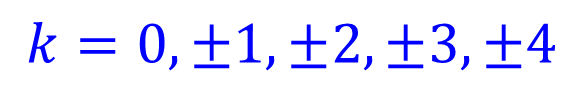 k = 0, ±1, ±2, ±3, ±4